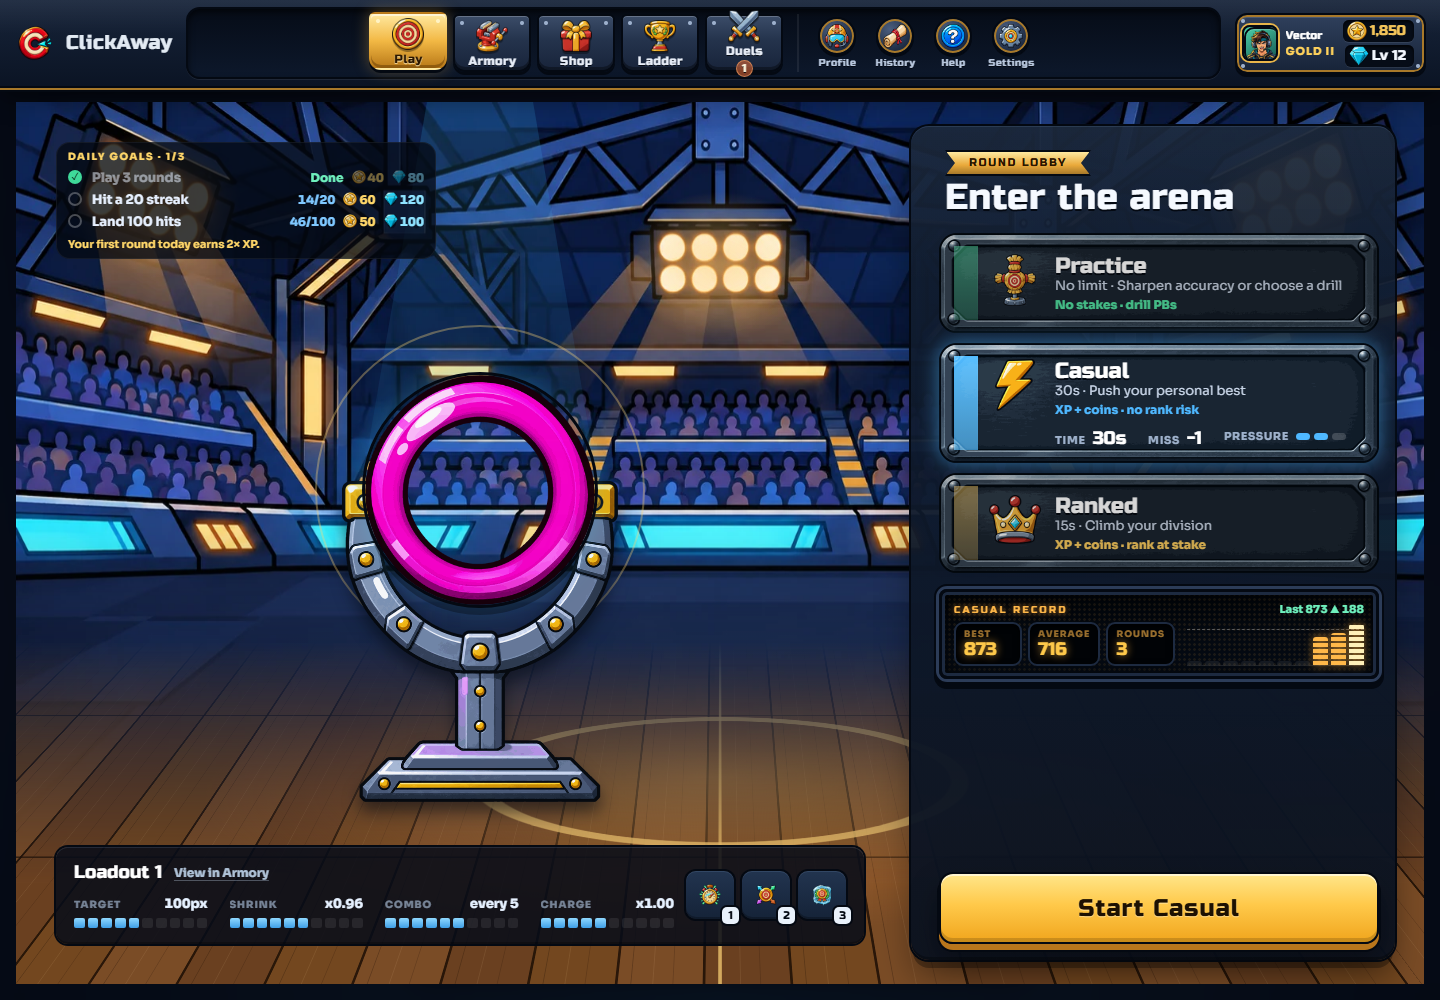 ClickAway
Play
Armory
Shop
Ladder
Duels
1
Profile
History
Help
Settings
Vector
GOLD II
1,850
Lv 12
DAILY GOALS · 1/3
Play 3 rounds Done 40 80
Hit a 20 streak 14/20 60 120
Land 100 hits 46/100 50 100
Your first round today earns 2× XP.
ROUND LOBBY
Enter the arena
Practice
No limit · Sharpen accuracy or choose a drill
No stakes · drill PBs
Casual
30s · Push your personal best
XP + coins · no rank risk
TIME 30s MISS −1 PRESSURE
Ranked
15s · Climb your division
XP + coins · rank at stake
CASUAL RECORD Last 873 ▲ 188
BEST AVERAGE ROUNDS
873 716 3
Loadout 1 View in Armory
TARGET 100px SHRINK x0.96 COMBO every 5 CHARGE x1.00
1 2 3
Start Casual